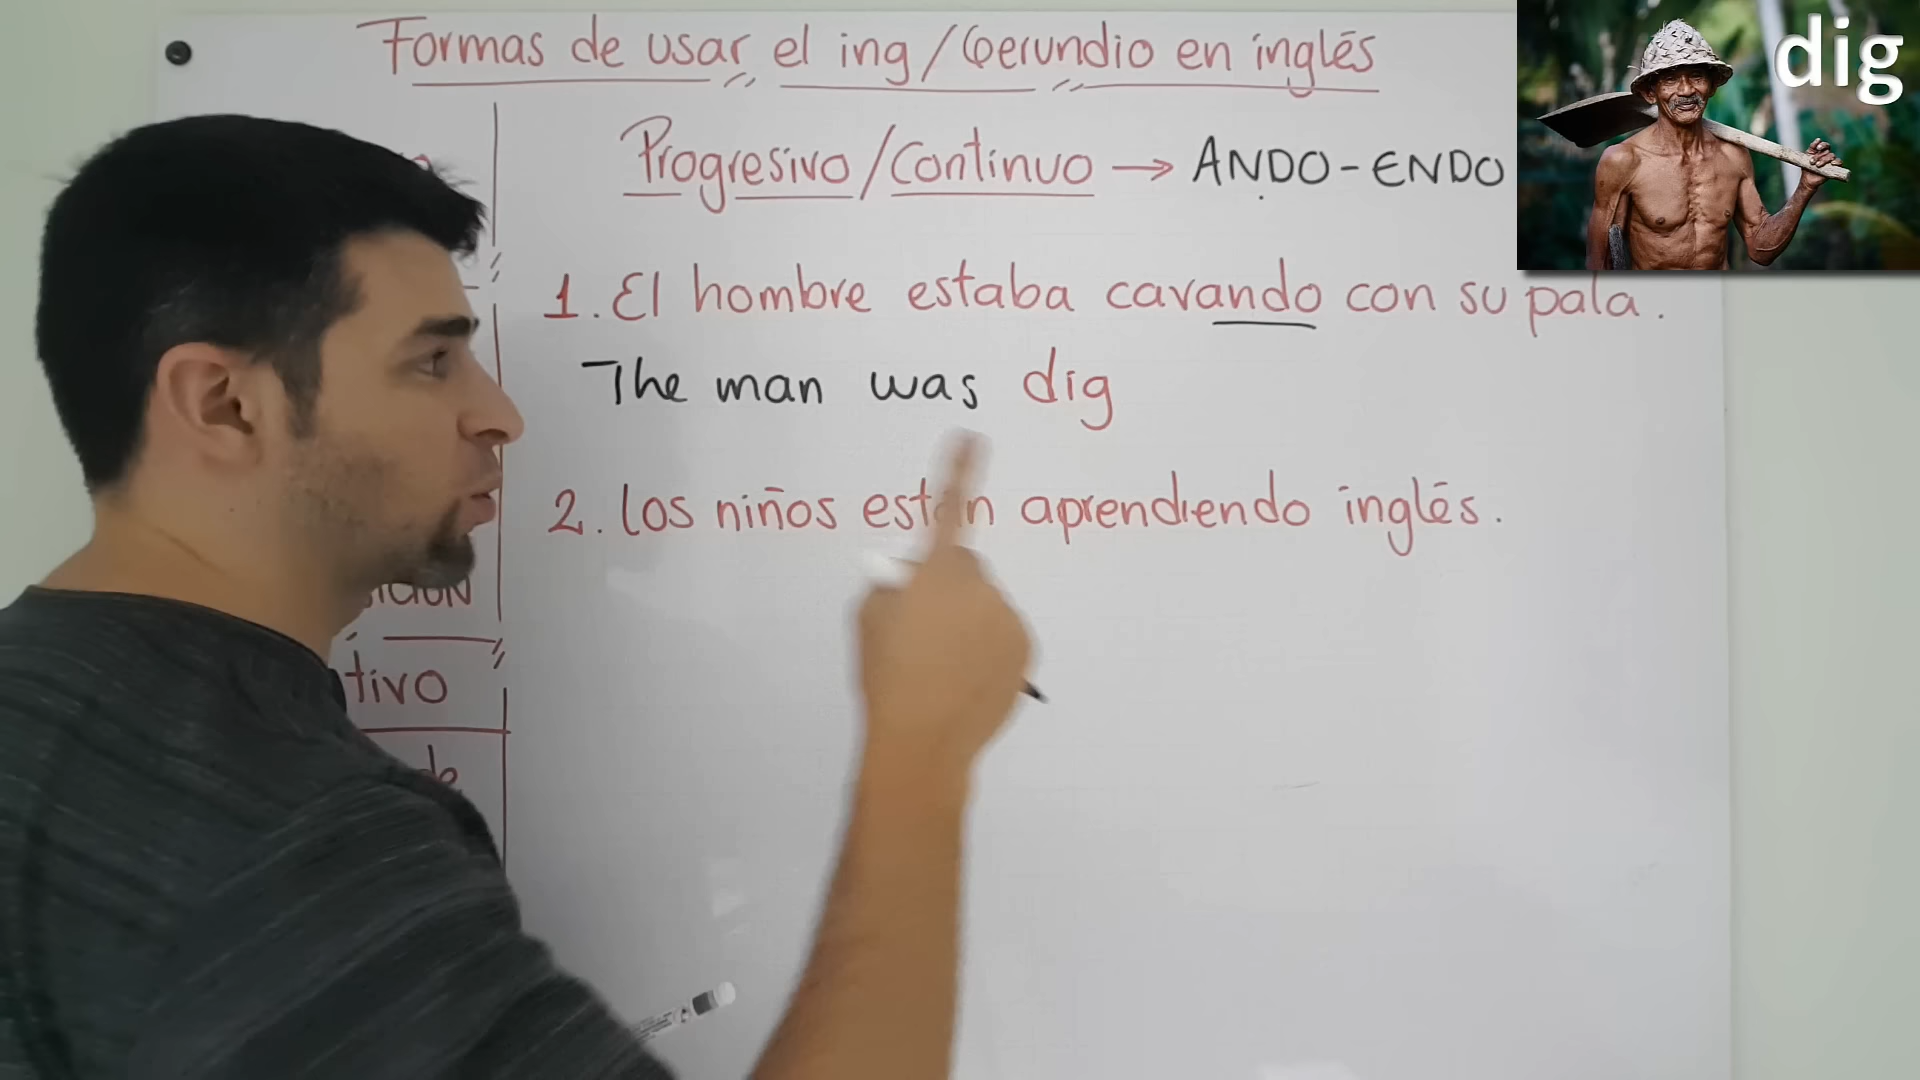 Formas de usar el ing / Gerundio en inglés
dig
Progresivo / Continuo → ANDO - ENDO
1. El hombre estaba cavando con su pala.
The man was dig
2. Los niños están aprendiendo inglés.
tivo